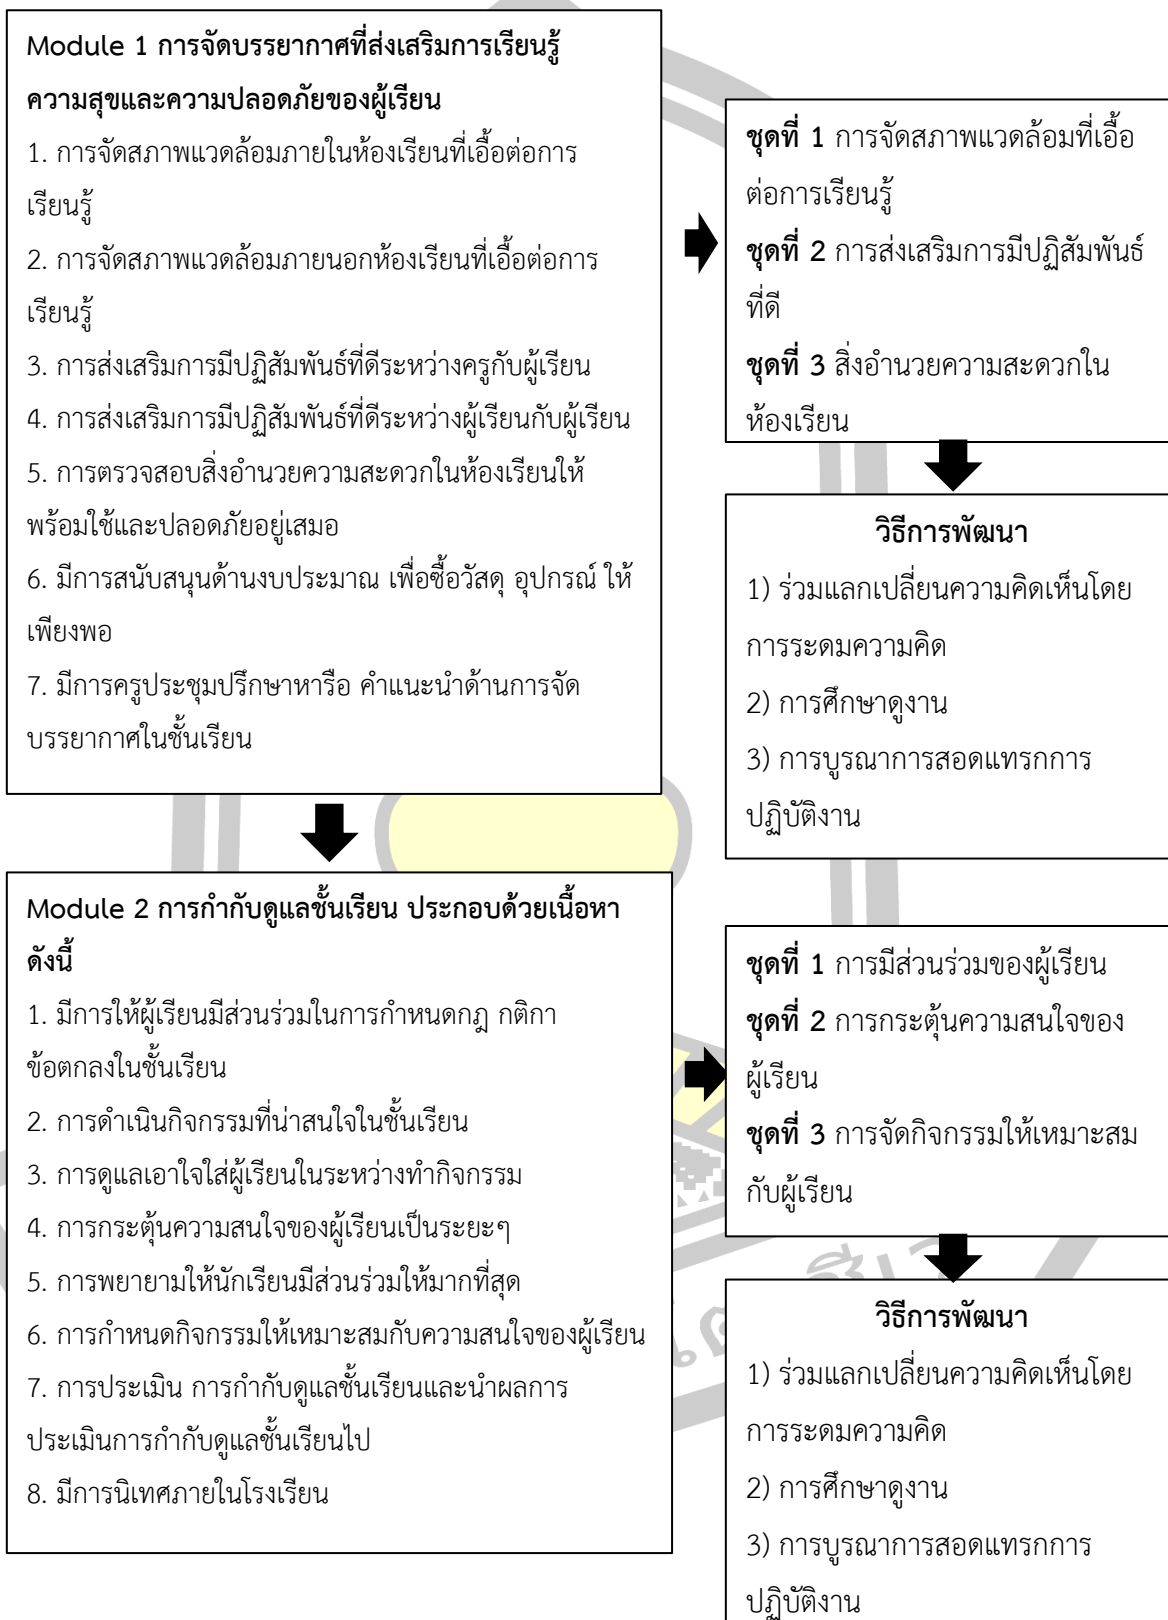 Module 1 การจัดบรรยากาศที่ส่งเสริมการเรียนรู้
ความสุขและความปลอดภัยของผู้เรียน
1. การจัดสภาพแวดล้อมภายในห้องเรียนที่เอื้อต่อการ
เรียนรู้
2. การจัดสภาพแวดล้อมภายนอกห้องเรียนที่เอื้อต่อการ
เรียนรู้
3. การส่งเสริมการมีปฏิสัมพันธ์ที่ดีระหว่างครูกับผู้เรียน
4. การส่งเสริมการมีปฏิสัมพันธ์ที่ดีระหว่างผู้เรียนกับผู้เรียน
5. การตรวจสอบสิ่งอำนวยความสะดวกในห้องเรียนให้
พร้อมใช้และปลอดภัยอยู่เสมอ
6. มีการสนับสนุนด้านงบประมาณ เพื่อซื้อวัสดุ อุปกรณ์ ให้
เพียงพอ
7. มีการครูประชุมปรึกษาหารือ คำแนะนำด้านการจัด
บรรยากาศในชั้นเรียน
ชุดที่ 1 การจัดสภาพแวดล้อมที่เอื้อ
ต่อการเรียนรู้
ชุดที่ 2 การส่งเสริมการมีปฏิสัมพันธ์
ที่ดี
ชุดที่ 3 สิ่งอำนวยความสะดวกใน
ห้องเรียน
วิธีการพัฒนา
1) ร่วมแลกเปลี่ยนความคิดเห็นโดย
การระดมความคิด
2) การศึกษาดูงาน
3) การบูรณาการสอดแทรกการ
ปฏิบัติงาน
Module 2 การกำกับดูแลชั้นเรียน ประกอบด้วยเนื้อหา
ดังนี้
1. มีการให้ผู้เรียนมีส่วนร่วมในการกำหนดกฎ กติกา
ข้อตกลงในชั้นเรียน
2. การดำเนินกิจกรรมที่น่าสนใจในชั้นเรียน
3. การดูแลเอาใจใส่ผู้เรียนในระหว่างทำกิจกรรม
4. การกระตุ้นความสนใจของผู้เรียนเป็นระยะๆ
5. การพยายามให้นักเรียนมีส่วนร่วมให้มากที่สุด
6. การกำหนดกิจกรรมให้เหมาะสมกับความสนใจของผู้เรียน
7. การประเมิน การกำกับดูแลชั้นเรียนและนำผลการ
ประเมินการกำกับดูแลชั้นเรียนไป
8. มีการนิเทศภายในโรงเรียน
ชุดที่ 1 การมีส่วนร่วมของผู้เรียน
ชุดที่ 2 การกระตุ้นความสนใจของ
ผู้เรียน
ชุดที่ 3 การจัดกิจกรรมให้เหมาะสม
กับผู้เรียน
วิธีการพัฒนา
1) ร่วมแลกเปลี่ยนความคิดเห็นโดย
การระดมความคิด
2) การศึกษาดูงาน
3) การบูรณาการสอดแทรกการ
ปฏิบัติงาน